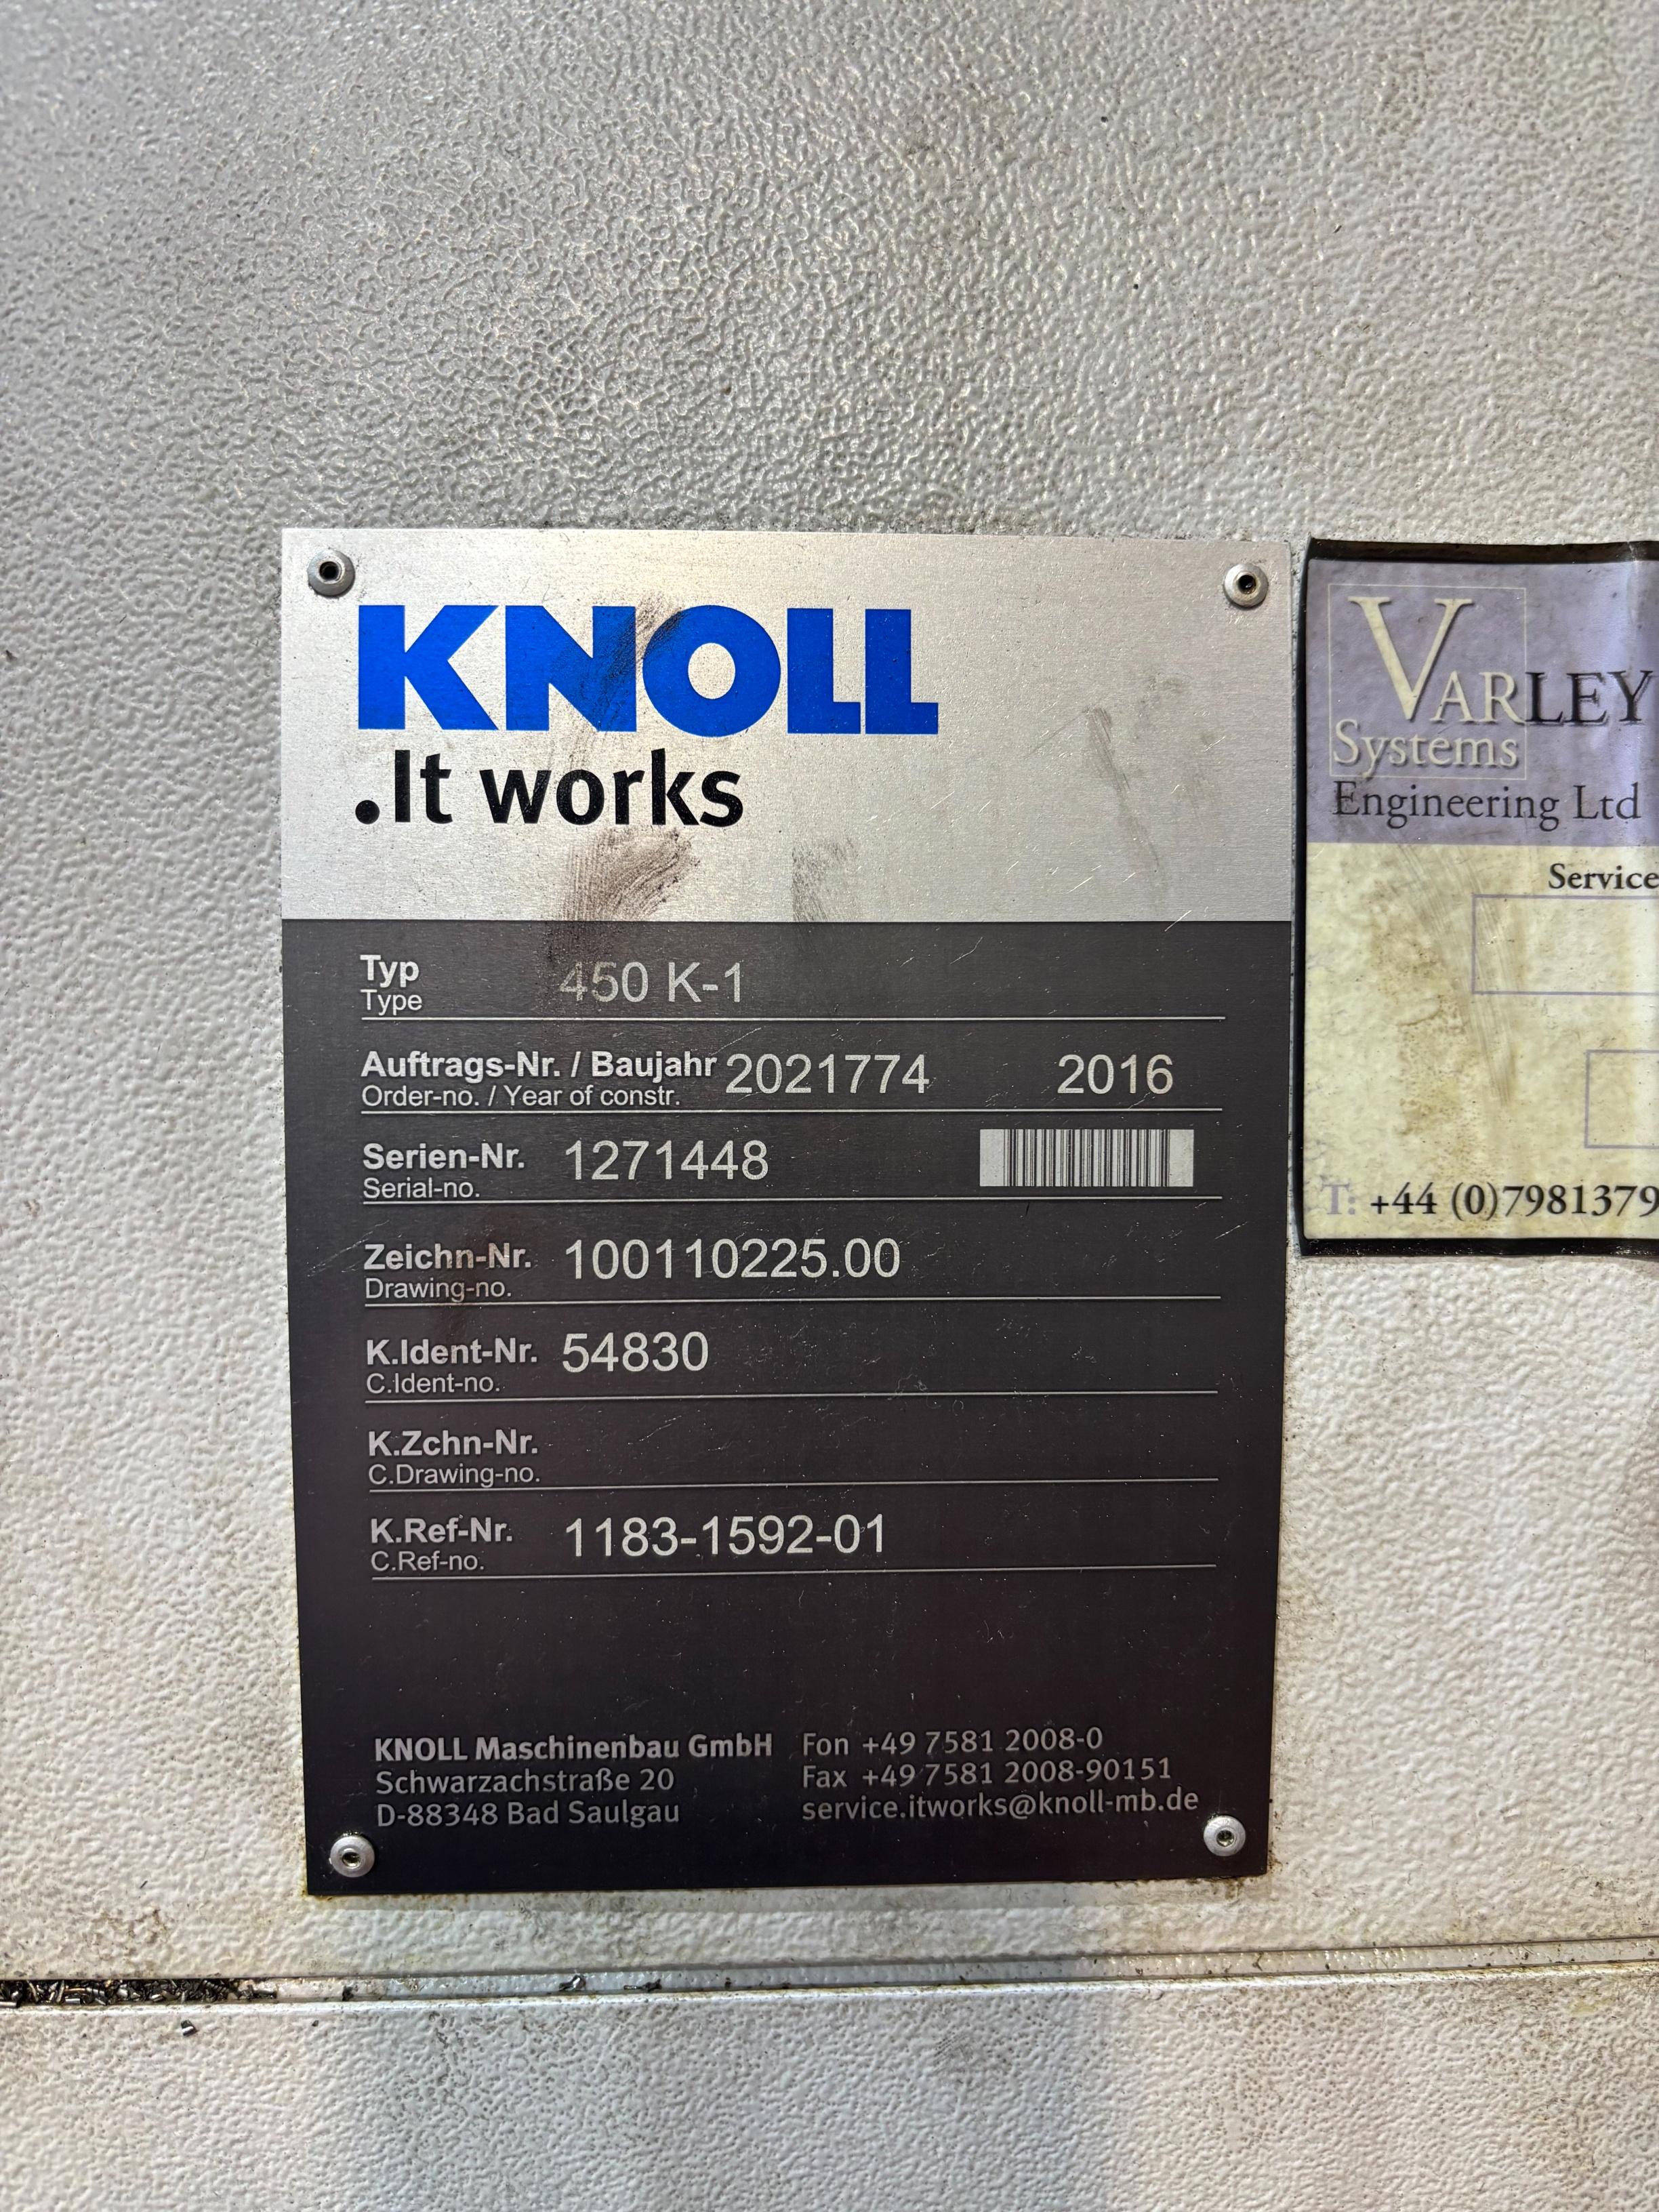 KNOLL
.It works
Typ 450 K-1
Type
Auftrags-Nr. / Baujahr 2021774 2016
Order-no. / Year of constr.
Serien-Nr. 1271448
Serial-no.
Zeichn-Nr. 100110225.00
Drawing-no.
K.Ident-Nr. 54830
C.Ident-no.
K.Zchn-Nr.
C.Drawing-no.
K.Ref-Nr. 1183-1592-01
C.Ref-no.
KNOLL Maschinenbau GmbH
Schwarzachstraße 20
D-88348 Bad Saulgau
Fon +49 7581 2008-0
Fax +49 7581 2008-90151
service.itworks@knoll-mb.de
VARLEY
Systems
Engineering Ltd
Service
T: +44 (0)7981379